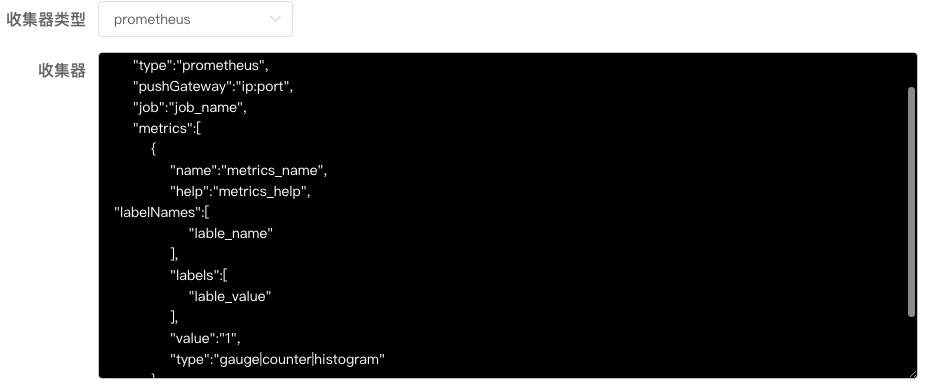 收集器类型 prometheus
收集器
"type":"prometheus",
"pushGateway":"ip:port",
"job":"job_name",
"metrics":[
{
"name":"metrics_name",
"help":"metrics_help",
"labelNames":[
"lable_name"
],
"labels":[
"lable_value"
],
"value":"1",
"type":"gauge|counter|histogram"
}